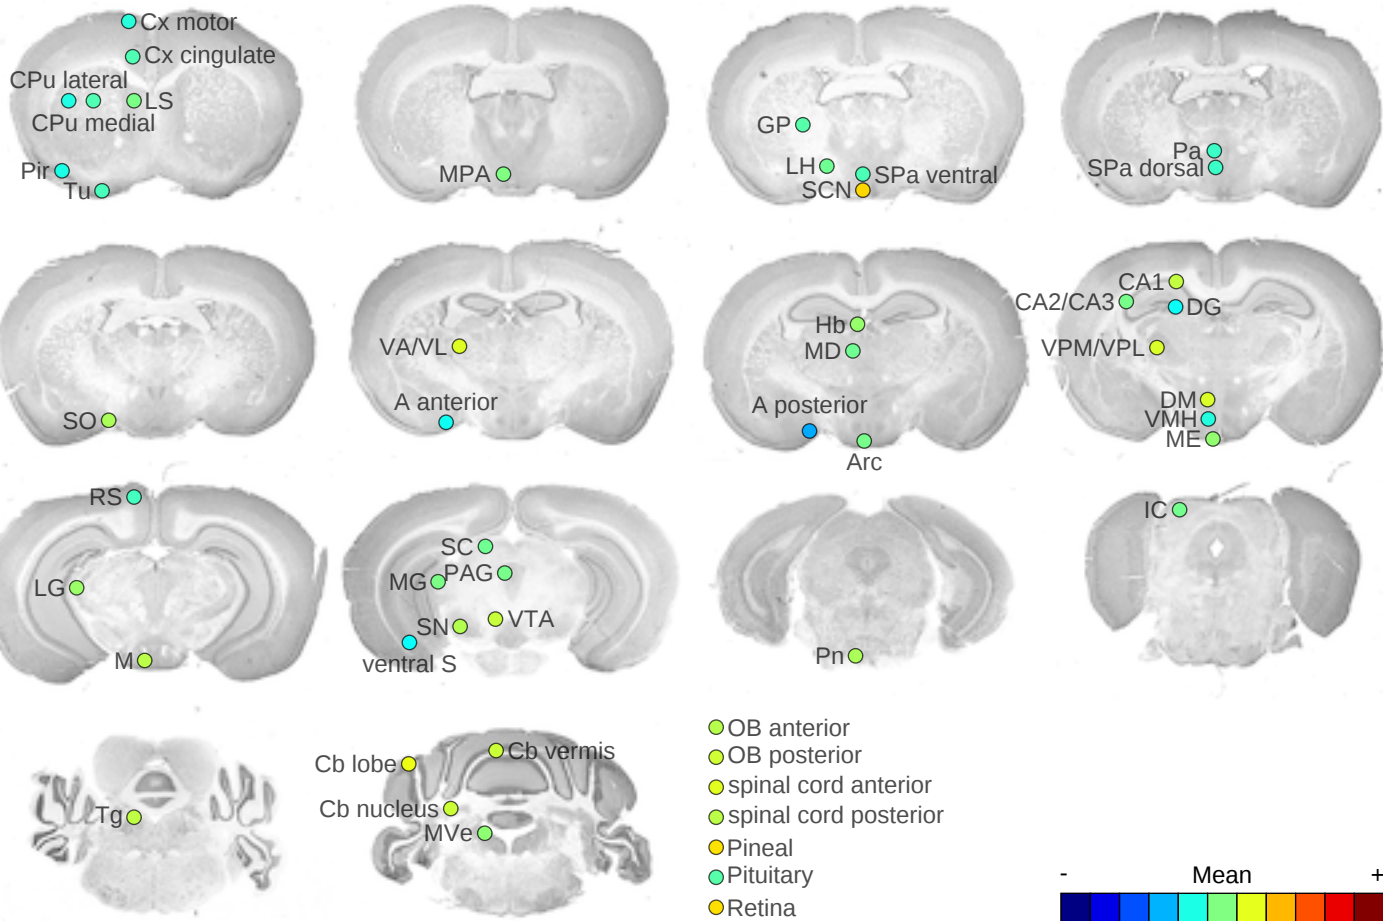 Cx motor
Cx cingulate
CPu lateral
LS
CPu medial
Pir
Tu
MPA
GP
LH
SPa ventral
SCN
Pa
SPa dorsal
SO
VA/VL
A anterior
Hb
MD
A posterior
Arc
CA1
CA2/CA3
DG
VPM/VPL
DM
VMH
ME
RS
LG
M
SC
MG
PAG
SN
VTA
ventral S
Pn
IC
Tg
Cb lobe
Cb vermis
Cb nucleus
MVe
OB anterior
OB posterior
spinal cord anterior
spinal cord posterior
Pineal
Pituitary
Retina
- Mean +